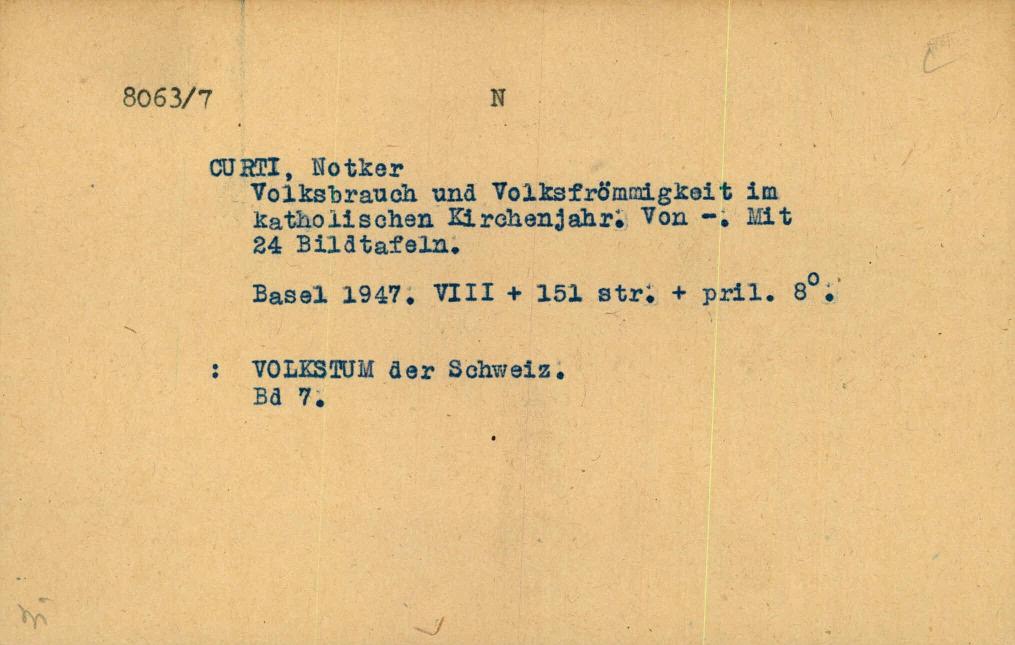 8063/7 N
CURTI, Notker
Volksbrauch und Volksfrömmigkeit im
katholischen Kirchenjahr. Von -. Mit
24 Bildtafeln.
Basel 1947. VIII + 151 str. + pril. 8°.
: VOLKSTUM der Schweiz.
Bd 7.